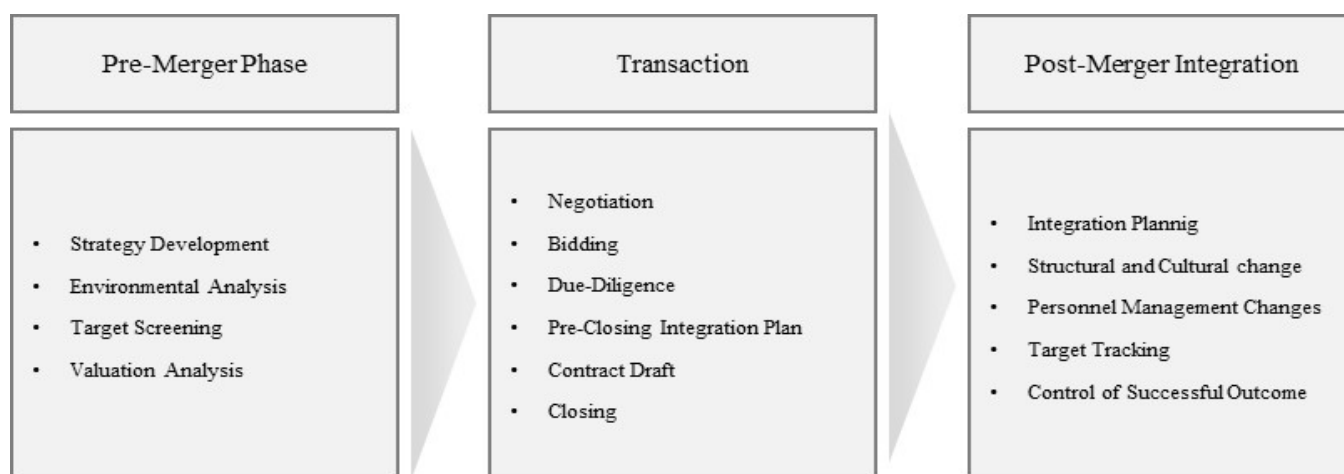 Pre-Merger Phase
• Strategy Development
• Environmental Analysis
• Target Screening
• Valuation Analysis
Transaction
• Negotiation
• Bidding
• Due-Diligence
• Pre-Closing Integration Plan
• Contract Draft
• Closing
Post-Merger Integration
• Integration Plannig
• Structural and Cultural change
• Personnel Management Changes
• Target Tracking
• Control of Successful Outcome